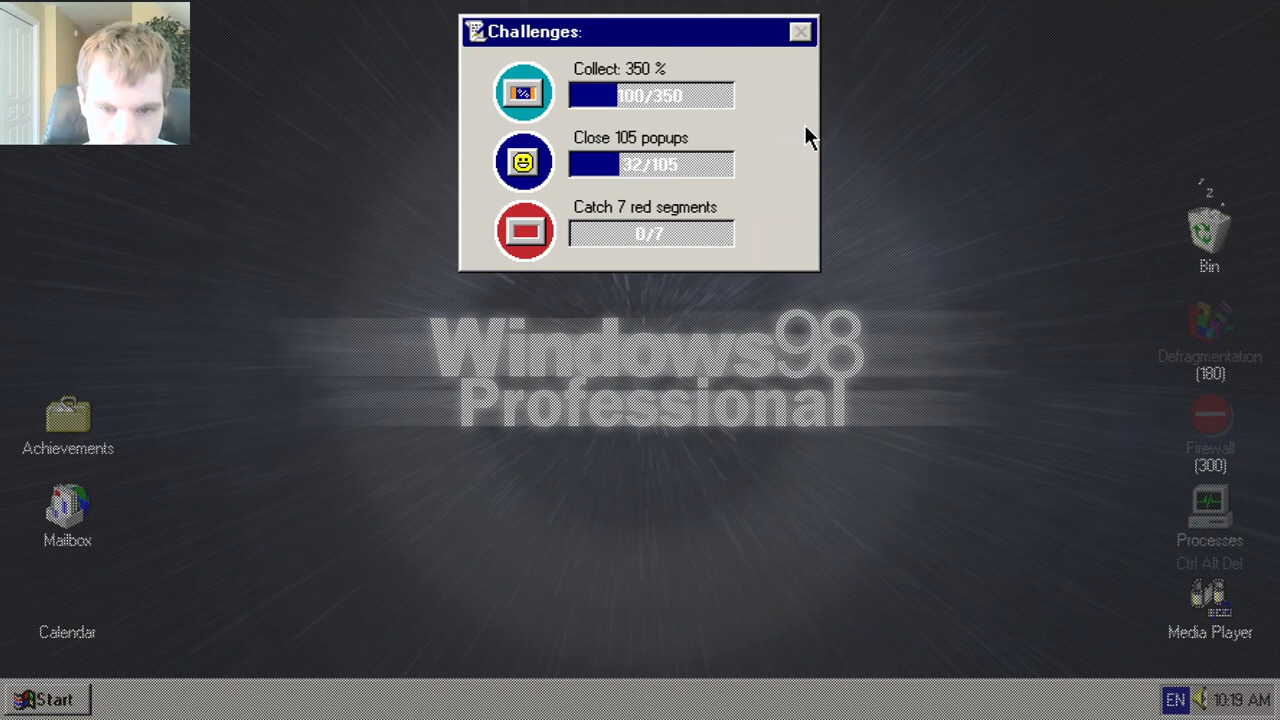 Challenges:
Collect: 350 %
100/350
Close 105 popups
32/105
Catch 7 red segments
0/7
Windows98
Professional
Bin
Defragmentation
(180)
Firewall
(300)
Processes
Ctrl Alt Del
Media Player
Achievements
Mailbox
Calendar
Start
EN
10:19 AM